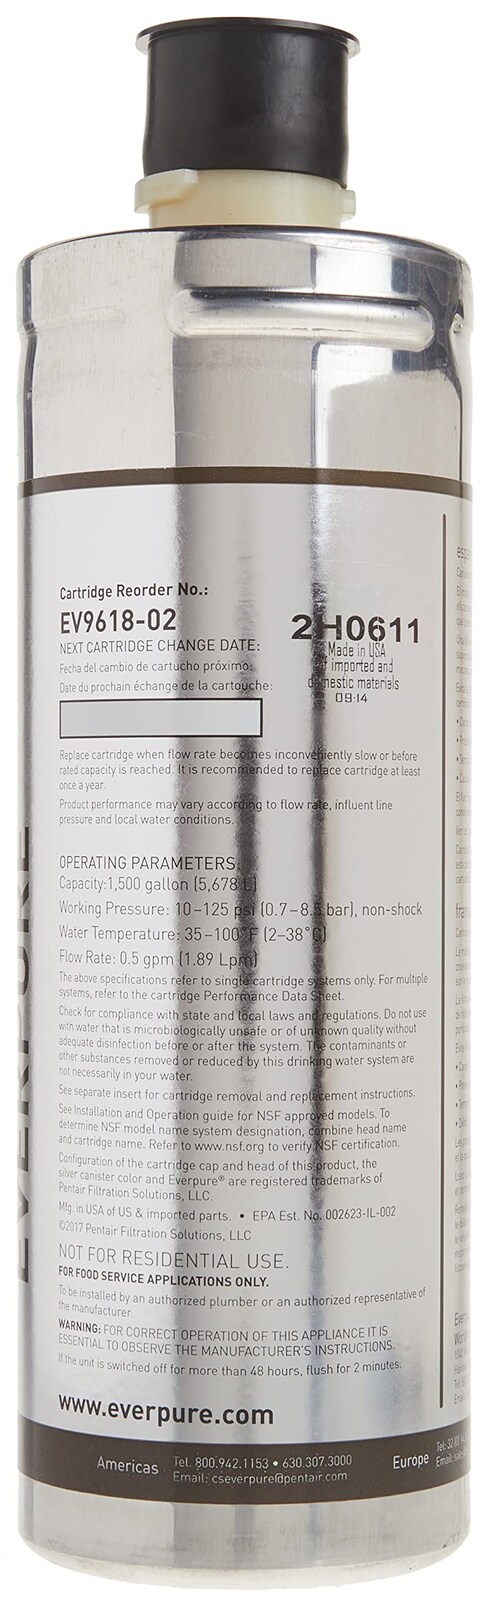 Cartridge Reorder No.:
EV9618-02
2H0611
NEXT CARTRIDGE CHANGE DATE:
Made in USA
Fecha del cambio de cartucho próximo:
imported and
Date du prochain échange de la cartouche:
domestic materials
09-14
Replace cartridge when flow rate becomes inconveniently slow or before
rated capacity is reached. It is recommended to replace cartridge at least
once a year.
Product performance may vary according to flow rate, influent line
pressure and local water conditions.
OPERATING PARAMETERS:
Capacity:1,500 gallon (5,678 L)
Working Pressure: 10–125 psi (0.7–8.5 bar), non-shock
Water Temperature: 35–100°F (2–38°C)
Flow Rate: 0.5 gpm (1.89 Lpm)
The above specifications refer to single cartridge systems only. For multiple
systems, refer to the cartridge Performance Data Sheet.
Check for compliance with state and local laws and regulations. Do not use
with water that is microbiologically unsafe or of unknown quality without
adequate disinfection before or after the system. The contaminants or
other substances removed or reduced by this drinking water system are
not necessarily in your water.
See separate insert for cartridge removal and replacement instructions.
See Installation and Operation guide for NSF approved models. To
determine NSF model name system designation, combine head name
and cartridge name. Refer to www.nsf.org to verify NSF certification.
Configuration of the cartridge cap and head of this product, the
silver canister color and Everpure® are registered trademarks of
Pentair Filtration Solutions, LLC.
Mfg. in USA of US & imported parts. • EPA Est. No. 002623-IL-002
©2017 Pentair Filtration Solutions, LLC
NOT FOR RESIDENTIAL USE.
FOR FOOD SERVICE APPLICATIONS ONLY.
To be installed by an authorized plumber or an authorized representative of
the manufacturer.
WARNING: FOR CORRECT OPERATION OF THIS APPLIANCE IT IS
ESSENTIAL TO OBSERVE THE MANUFACTURER'S INSTRUCTIONS.
If the unit is switched off for more than 48 hours, flush for 2 minutes.
www.everpure.com
Americas
Tel. 800.942.1153 • 630.307.3000
Email: cseverpure@pentair.com
Europe
EVERPURE